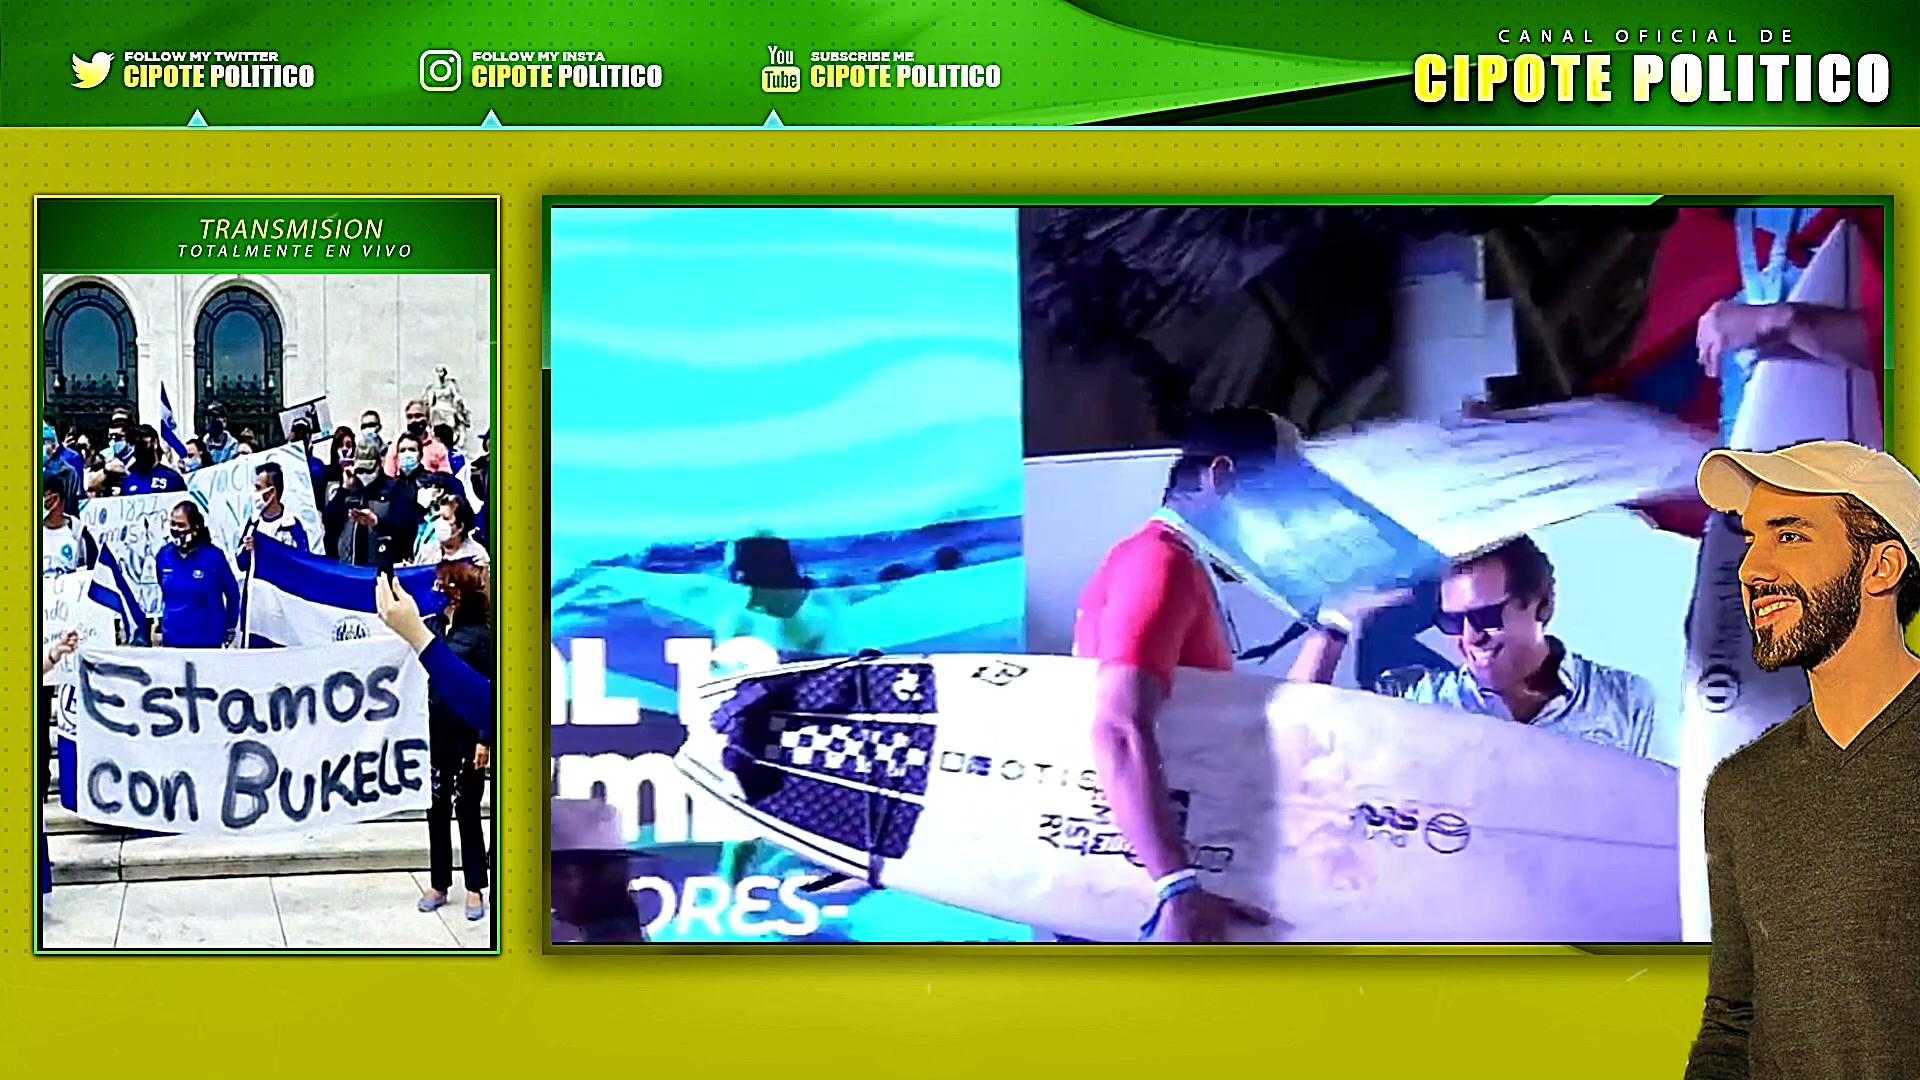 FOLLOW MY TWITTER
CIPOTE POLITICO
FOLLOW MY INSTA
CIPOTE POLITICO
You
Tube
SUBSCRIBE ME
CIPOTE POLITICO
CANAL OFICIAL DE
CIPOTE POLITICO
TRANSMISION
TOTALMENTE EN VIVO
ES
Estamos
con BUKELE